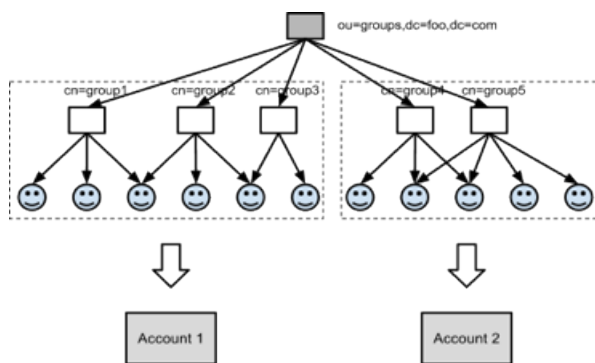 ou=groups,dc=foo,dc=com
cn=group1
cn=group2
cn=group3
cn=group4
cn=group5
Account 1
Account 2